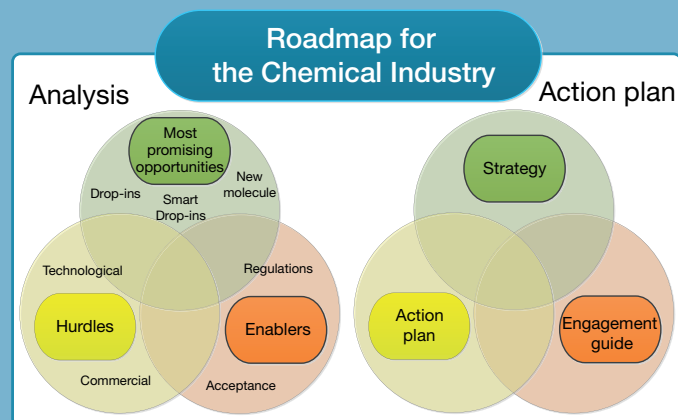 Roadmap for
the Chemical Industry
Analysis
Most
promising
opportunities
Drop-ins
Smart
Drop-ins
New
molecule
Technological
Regulations
Hurdles
Enablers
Commercial
Acceptance
Action plan
Strategy
Action
plan
Engagement
guide